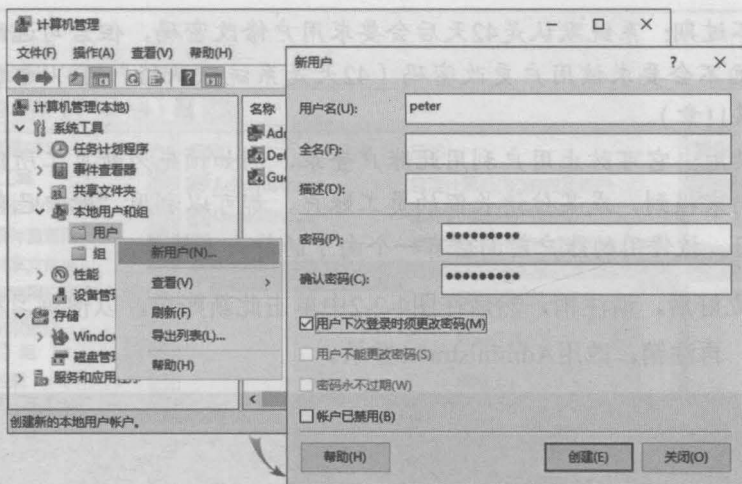 计算机管理
文件(F) 操作(A) 查看(V) 帮助(H)
计算机管理(本地)
系统工具
任务计划程序
事件查看器
共享文件夹
本地用户和组
用户
组
性能
设备管
存储
Windo
磁盘管
服务和应用
名称
Adm
Def
Gue
新用户(N)...
查看(V)
刷新(F)
导出列表(L)...
帮助(H)
创建新的本地用户帐户。
新用户
用户名(U): peter
全名(F):
描述(D):
密码(P): ●●●●●●●●●
确认密码(C): ●●●●●●●●●
用户下次登录时须更改密码(M)
用户不能更改密码(S)
密码永不过期(W)
帐户已禁用(B)
帮助(H) 创建(E) 关闭(O)